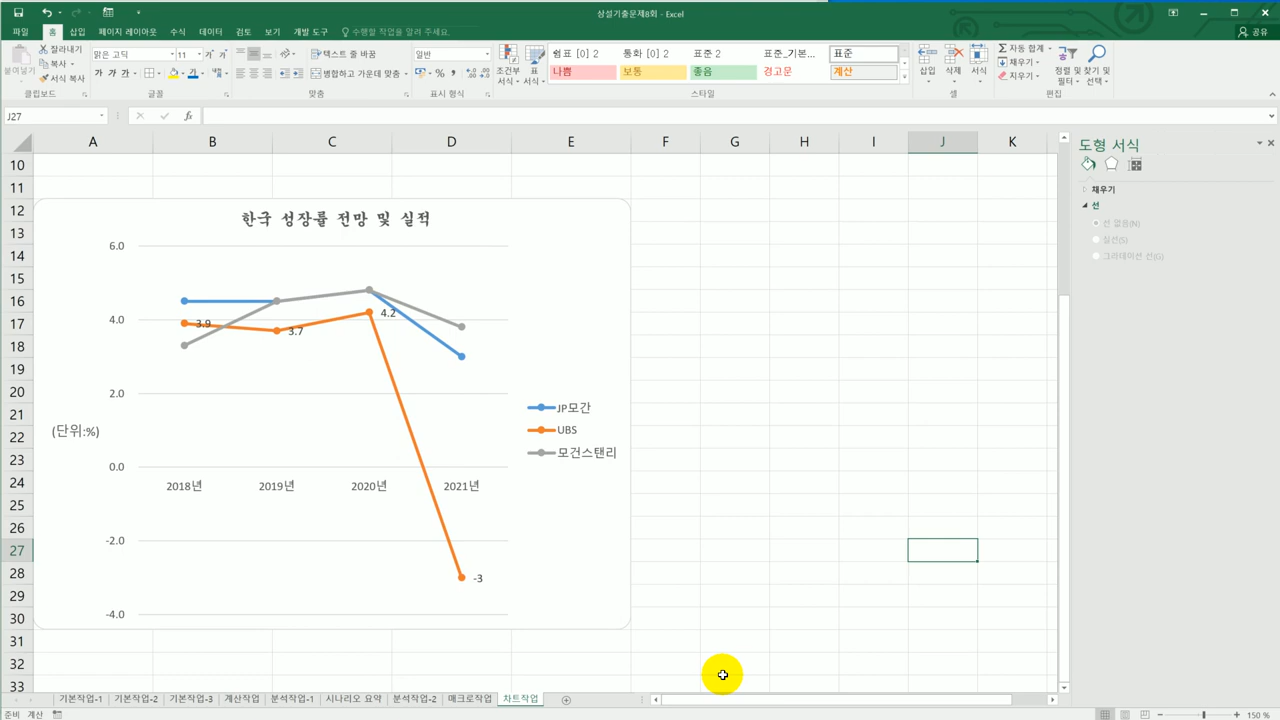 상설기출문제8회 - Excel
파일 홈 삽입 페이지 레이아웃 수식 데이터 검토 보기 개발 도구 수행할 작업을 알려 주세요. 공유
잘라내기 맑은 고딕 11 텍스트 줄 바꿈 일반 쉼표 [0] 2 통화 [0] 2 표준 2 표준_기본... 표준 자동 합계
붙여넣기 복사 조건부 표 삽입 삭제 서식 채우기 정렬 및 찾기 및
서식 복사 가 가 가 병합하고 가운데 맞춤 % 서식 서식 나쁨 보통 좋음 경고문 계산 지우기 필터 선택
클립보드 글꼴 맞춤 표시 형식 스타일 셀 편집
J27 fx
A B C D E F G H I J K
도형 서식
채우기
선
선 없음(N)
실선(S)
그라데이션 선(G)
10
11
12
13
14
15
16
17
18
19
20
21
22
23
24
25
26
27
28
29
30
31
32
33
한국 성장률 전망 및 실적
6.0
4.0
2.0
0.0
-2.0
-4.0
(단위:%)
3.9
3.7
4.2
-3
2018년 2019년 2020년 2021년
JP모간
UBS
모건스탠리
기본작업-1 기본작업-2 기본작업-3 계산작업 분석작업-1 시나리오 요약 분석작업-2 매크로작업 차트작업
준비 계산 150 %